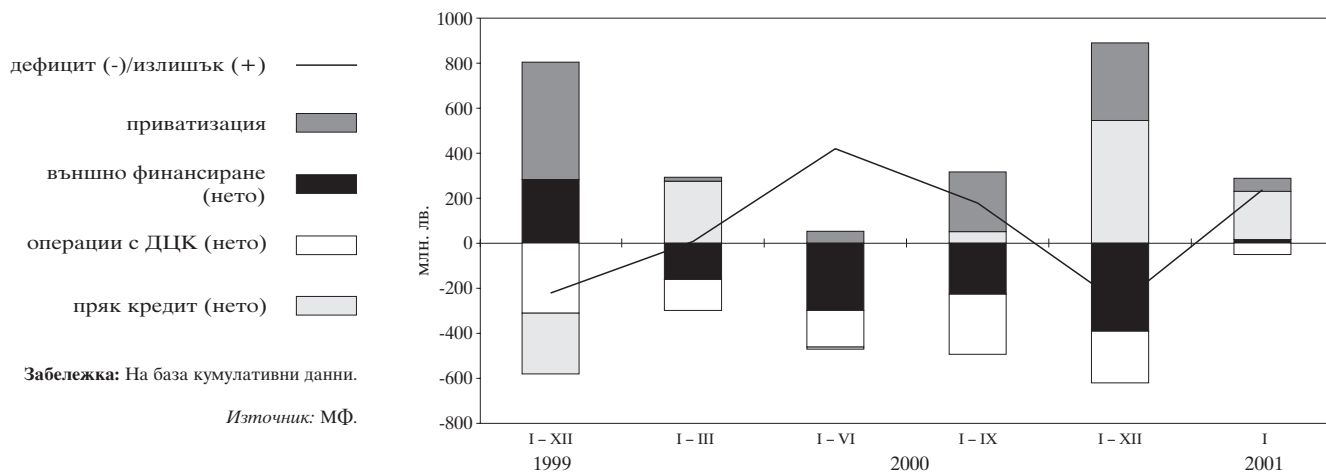 дефицит (-)/излишък (+)
приватизация
външно финансиране
(нето)
операции с ДЦК (нето)
пряк кредит (нето)
Забележка: На база кумулативни данни.
Източник: МФ.
млн. лв.
1000
800
600
400
200
0
-200
-400
-600
-800
I – XII
I – III
I – VI
I – IX
I – XII
I
1999
2000
2001